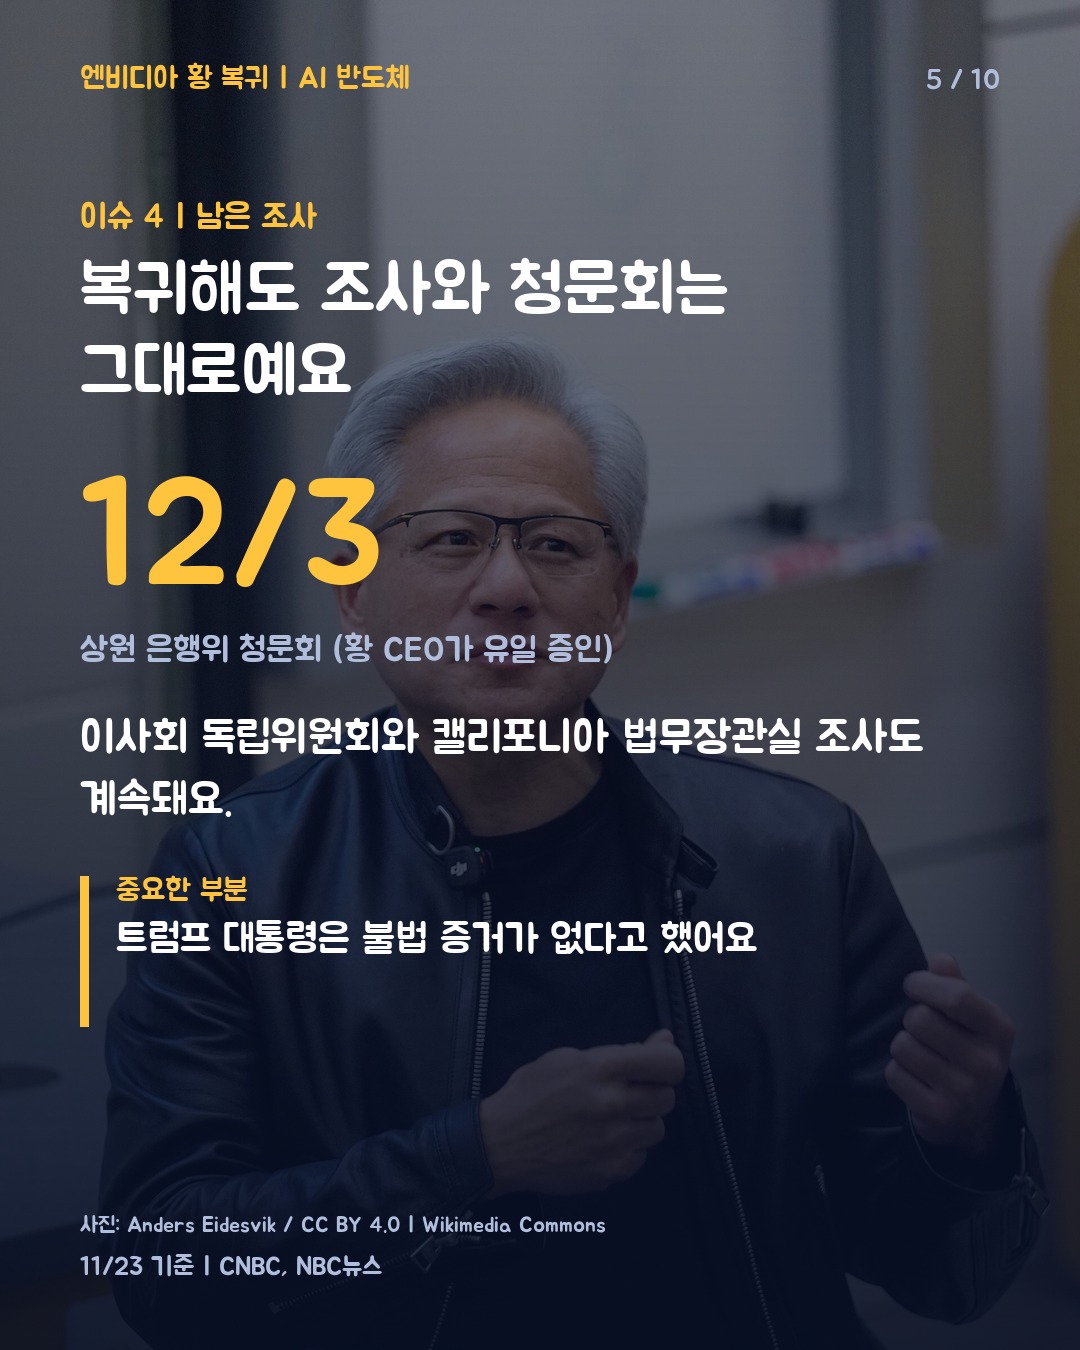 엔비디아 황 복귀 | AI 반도체
5 / 10
이슈 4 | 남은 조사
복귀해도 조사와 청문회는
그대로예요
12/3
상원 은행위 청문회 (황 CEO가 유일 증인)
이사회 독립위원회와 캘리포니아 법무장관실 조사도
계속돼요.
dji
중요한 부분
트럼프 대통령은 불법 증거가 없다고 했어요
사진: Anders Eidesvik / CC BY 4.0 | Wikimedia Commons
11/23 기준 | CNBC, NBC뉴스